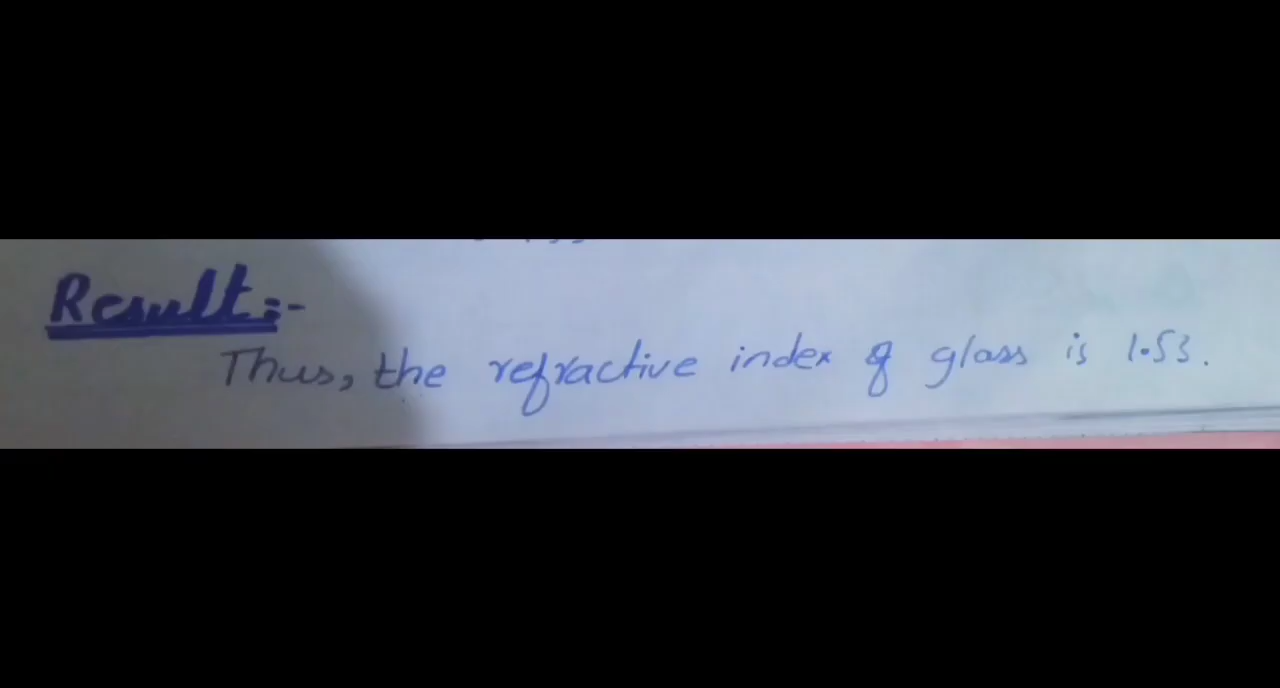 Result:-
Thus, the refractive index of glass is 1.53.